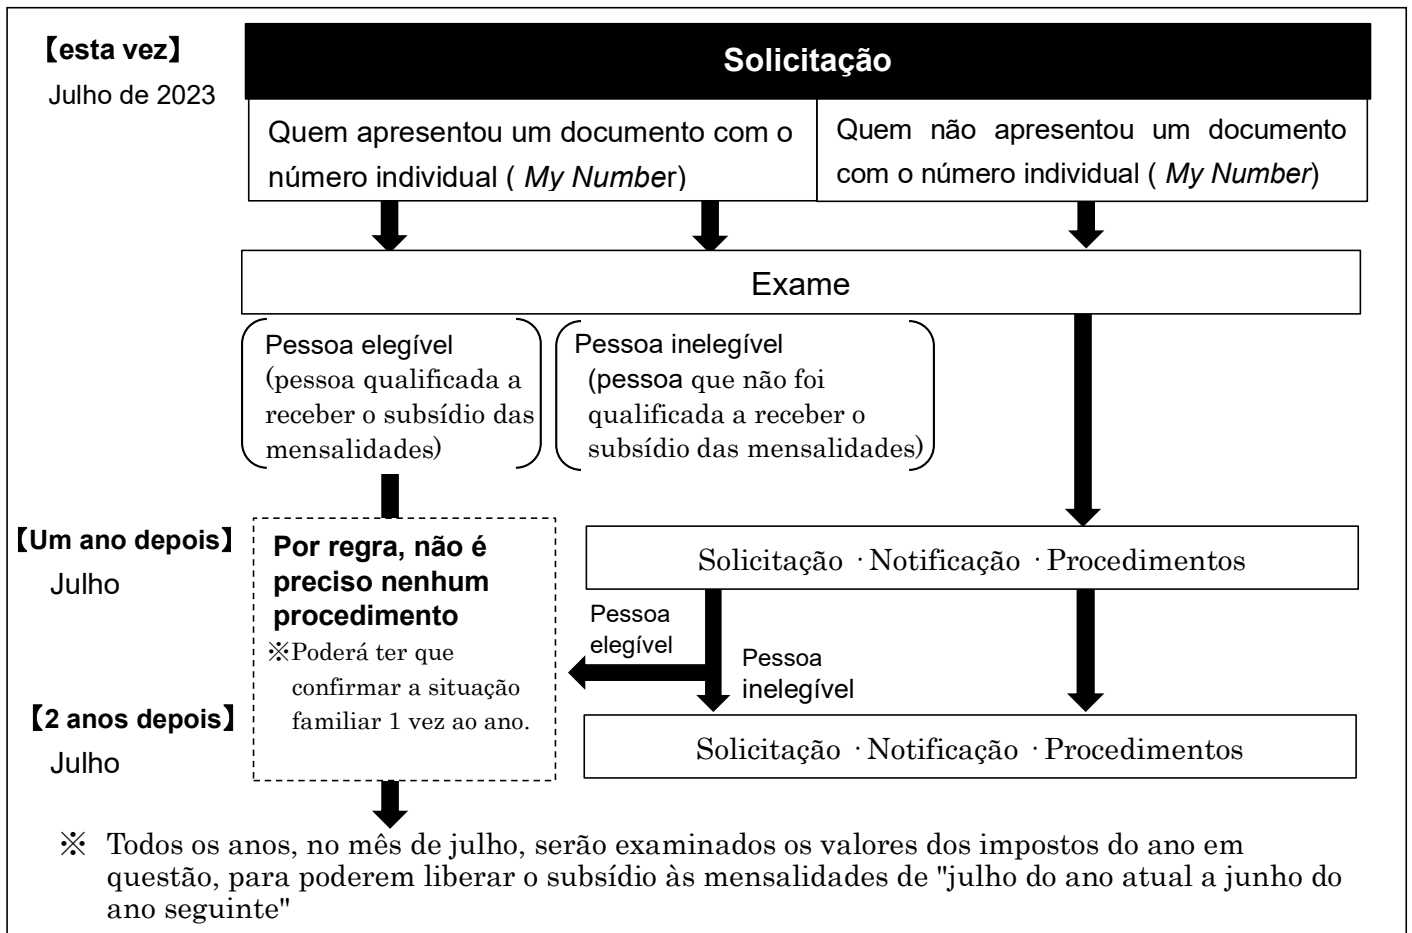 【esta vez】
Julho de 2023
Solicitação
Quem apresentou um documento com o
número individual ( My Number)
Quem não apresentou um documento
com o número individual ( My Number)
Exame
Pessoa elegível
(pessoa qualificada a
receber o subsídio das
mensalidades)
Pessoa inelegível
(pessoa que não foi
qualificada a receber o
subsídio das mensalidades)
【Um ano depois】
Julho
Por regra, não é
preciso nenhum
procedimento
※Poderá ter que
confirmar a situação
familiar 1 vez ao ano.
Solicitação ・Notificação・Procedimentos
Pessoa
elegível
Pessoa
inelegível
【2 anos depois】
Julho
Solicitação ・Notificação・Procedimentos
※ Todos os anos, no mês de julho, serão examinados os valores dos impostos do ano em
questão, para poderem liberar o subsídio às mensalidades de "julho do ano atual a junho do
ano seguinte"